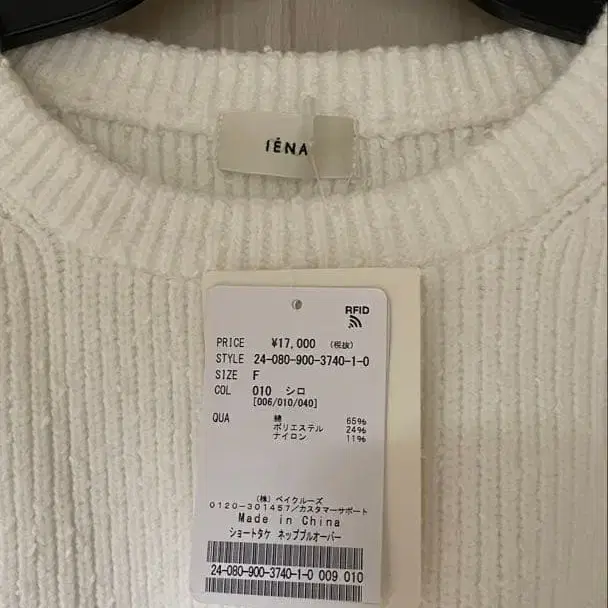 IÉNA
RFID
PRICE ¥17,000 (税抜)
STYLE 24-080-900-3740-1-0
SIZE F
COL 010 シロ
[006/010/040]
QUA 綿 65%
ポリエステル 24%
ナイロン 11%
(株) ベイクルーズ
0120-301457/カスタマーサポート
Made in China
ショートタケ ネッププルオーバー
24-080-900-3740-1-0 009 010